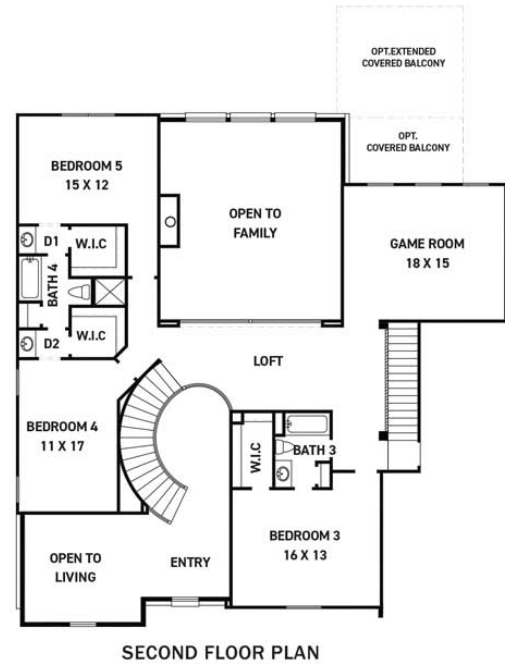 OPT.EXTENDED
COVERED BALCONY
OPT.
COVERED BALCONY
BEDROOM 5
15 X 12
OPEN TO
FAMILY
GAME ROOM
18 X 15
D1
W.I.C
BATH 4
W.I.C
D2
LOFT
BEDROOM 4
11 X 17
W.I.C
BATH 3
BEDROOM 3
16 X 13
OPEN TO
LIVING
ENTRY
SECOND FLOOR PLAN